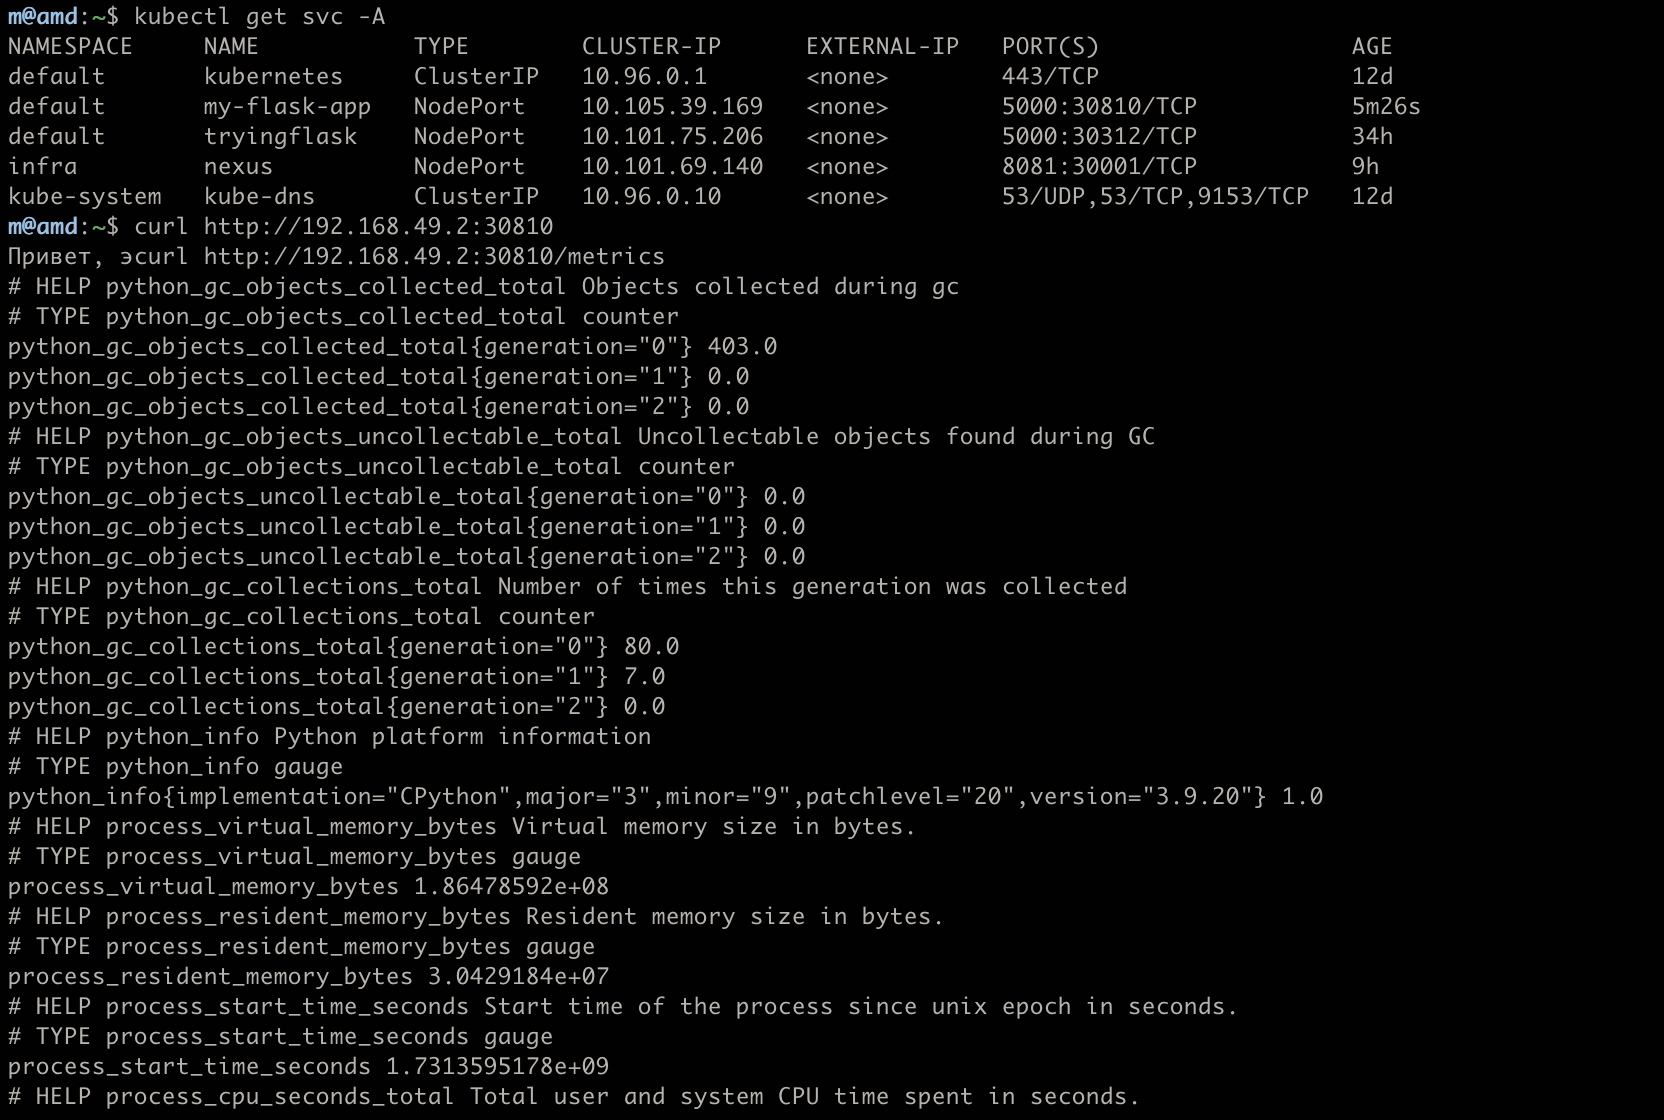 m@amd:~$ kubectl get svc -A
NAMESPACE     NAME           TYPE        CLUSTER-IP      EXTERNAL-IP   PORT(S)                  AGE
default       kubernetes     ClusterIP   10.96.0.1       <none>        443/TCP                  12d
default       my-flask-app   NodePort    10.105.39.169   <none>        5000:30810/TCP           5m26s
default       tryingflask    NodePort    10.101.75.206   <none>        5000:30312/TCP           34h
infra         nexus          NodePort    10.101.69.140   <none>        8081:30001/TCP           9h
kube-system   kube-dns       ClusterIP   10.96.0.10      <none>        53/UDP,53/TCP,9153/TCP   12d
m@amd:~$ curl http://192.168.49.2:30810
Привет, эcurl http://192.168.49.2:30810/metrics
# HELP python_gc_objects_collected_total Objects collected during gc
# TYPE python_gc_objects_collected_total counter
python_gc_objects_collected_total{generation="0"} 403.0
python_gc_objects_collected_total{generation="1"} 0.0
python_gc_objects_collected_total{generation="2"} 0.0
# HELP python_gc_objects_uncollectable_total Uncollectable objects found during GC
# TYPE python_gc_objects_uncollectable_total counter
python_gc_objects_uncollectable_total{generation="0"} 0.0
python_gc_objects_uncollectable_total{generation="1"} 0.0
python_gc_objects_uncollectable_total{generation="2"} 0.0
# HELP python_gc_collections_total Number of times this generation was collected
# TYPE python_gc_collections_total counter
python_gc_collections_total{generation="0"} 80.0
python_gc_collections_total{generation="1"} 7.0
python_gc_collections_total{generation="2"} 0.0
# HELP python_info Python platform information
# TYPE python_info gauge
python_info{implementation="CPython",major="3",minor="9",patchlevel="20",version="3.9.20"} 1.0
# HELP process_virtual_memory_bytes Virtual memory size in bytes.
# TYPE process_virtual_memory_bytes gauge
process_virtual_memory_bytes 1.86478592e+08
# HELP process_resident_memory_bytes Resident memory size in bytes.
# TYPE process_resident_memory_bytes gauge
process_resident_memory_bytes 3.0429184e+07
# HELP process_start_time_seconds Start time of the process since unix epoch in seconds.
# TYPE process_start_time_seconds gauge
process_start_time_seconds 1.7313595178e+09
# HELP process_cpu_seconds_total Total user and system CPU time spent in seconds.